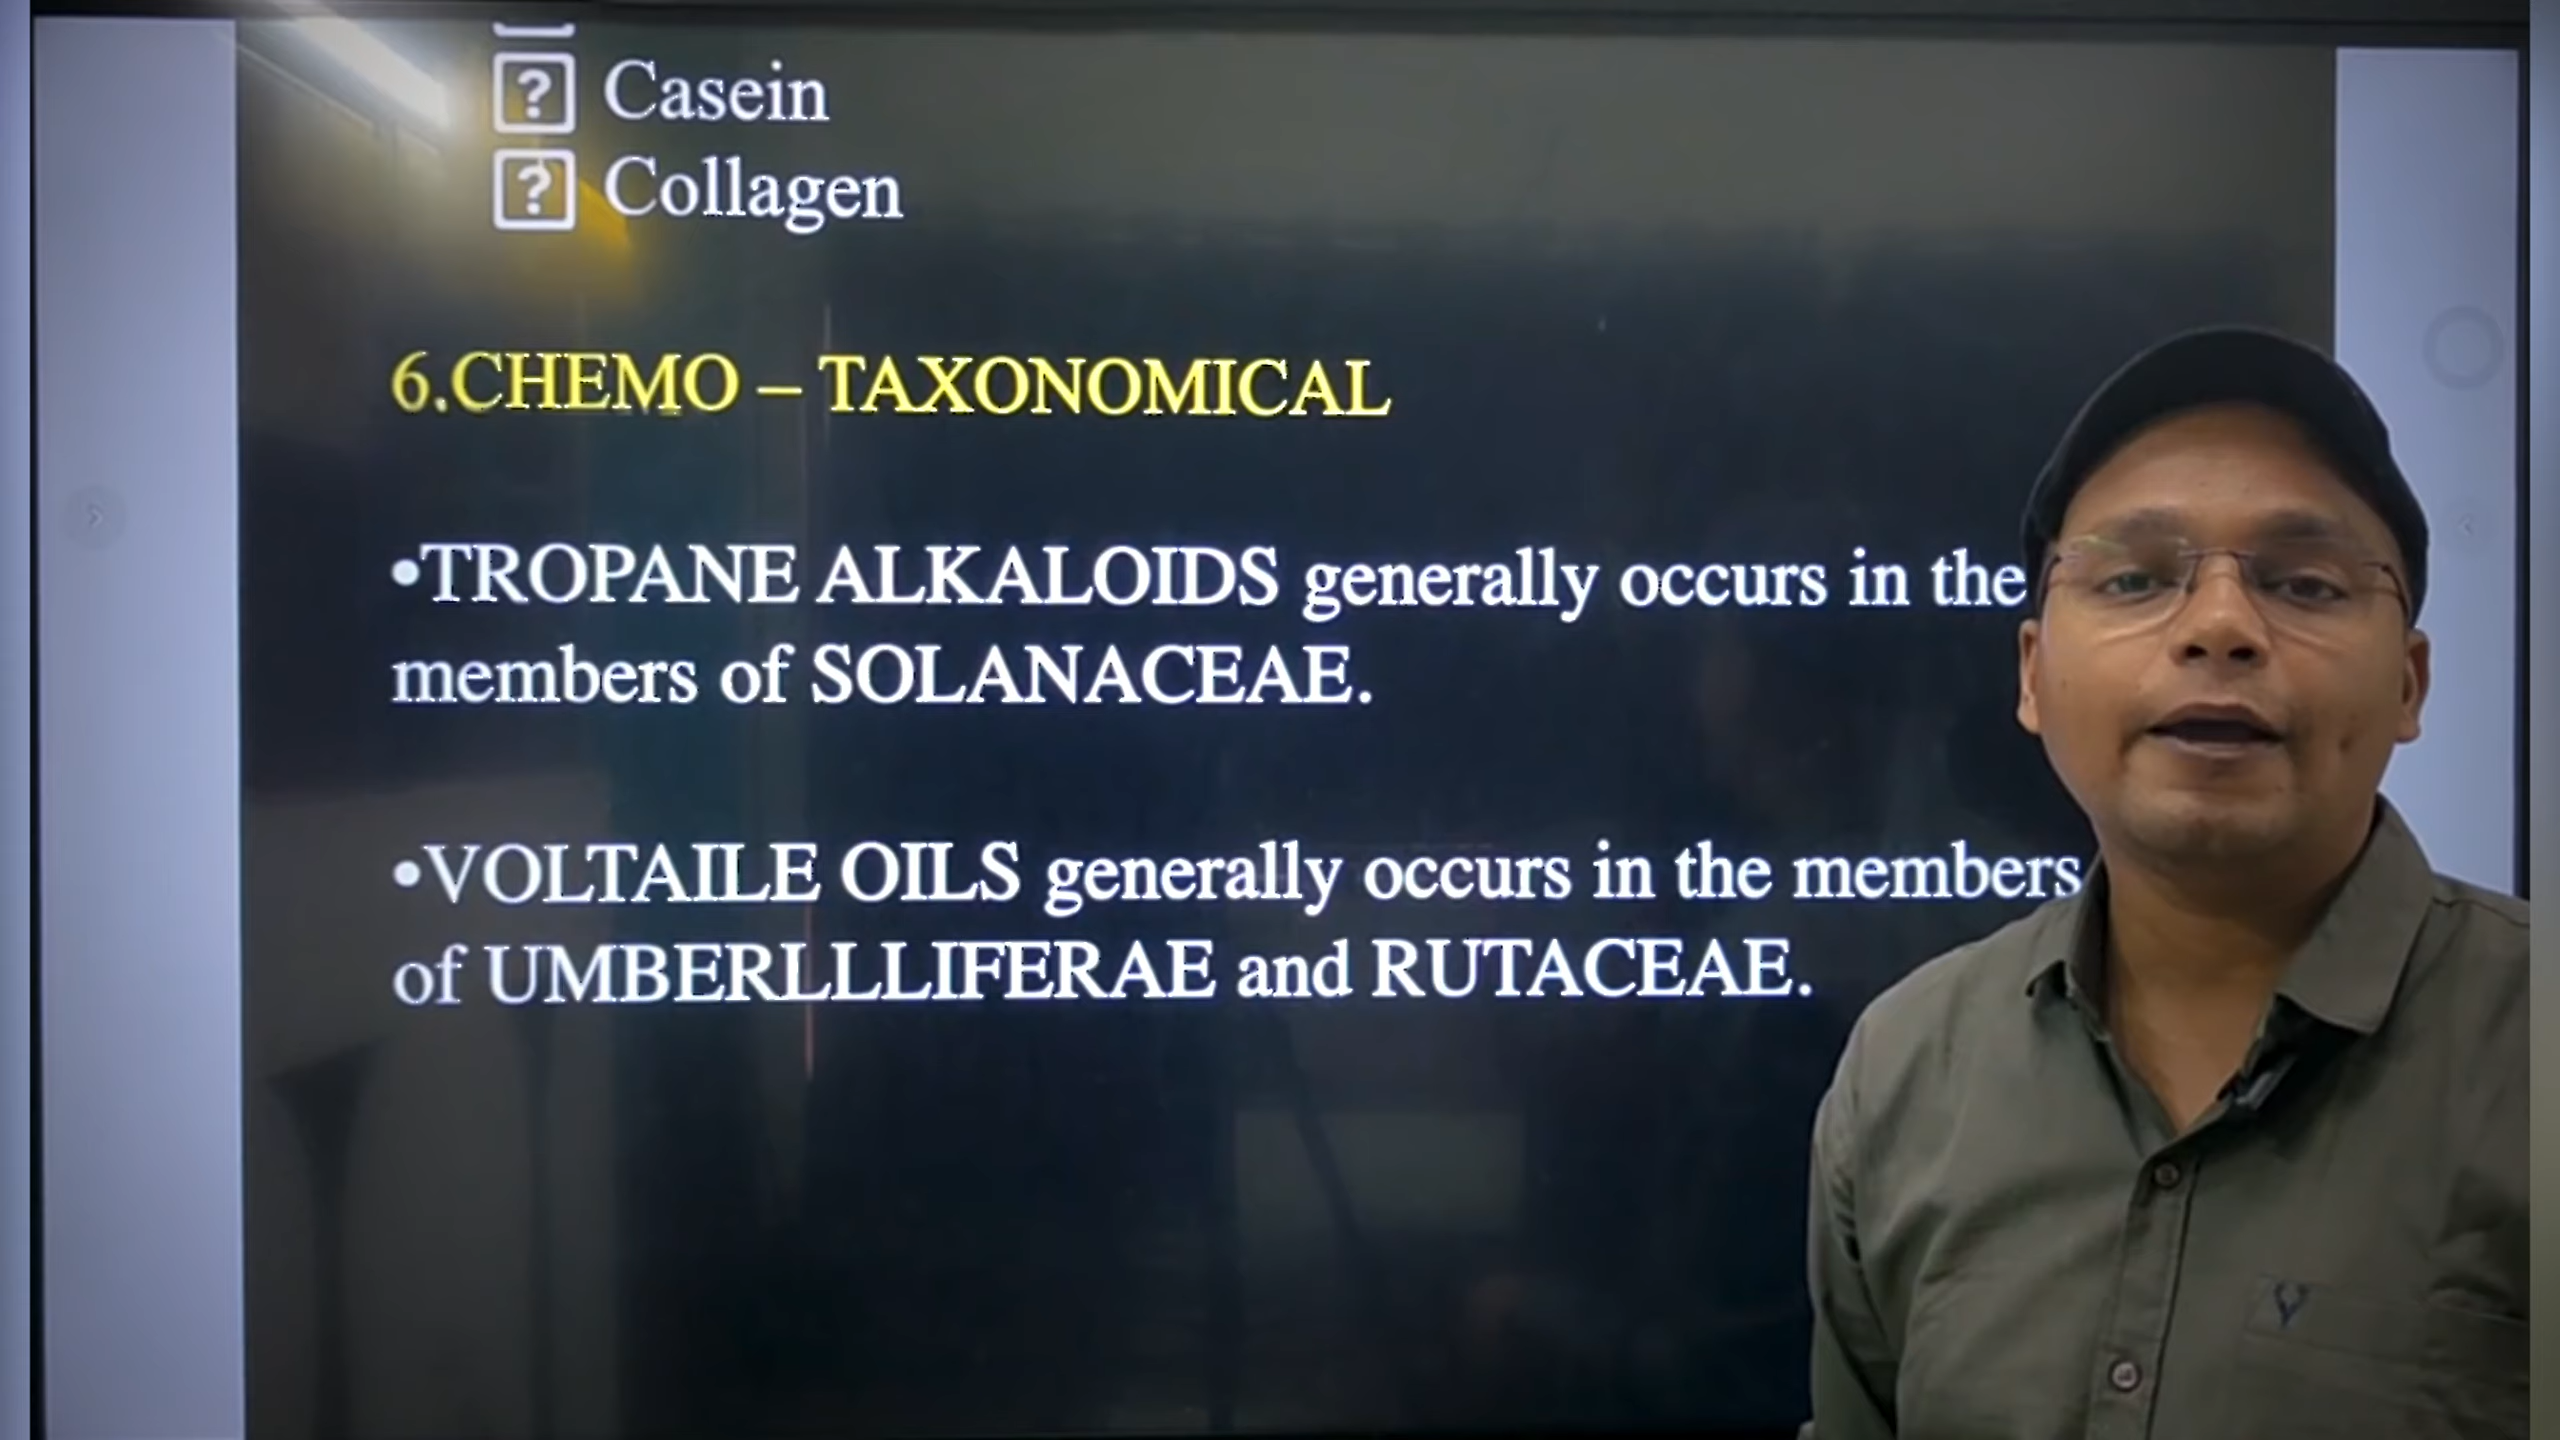 Casein
Collagen
6.CHEMO – TAXONOMICAL
•TROPANE ALKALOIDS generally occurs in the
members of SOLANACEAE.
•VOLTAILE OILS generally occurs in the members
of UMBERLLLIFERAE and RUTACEAE.